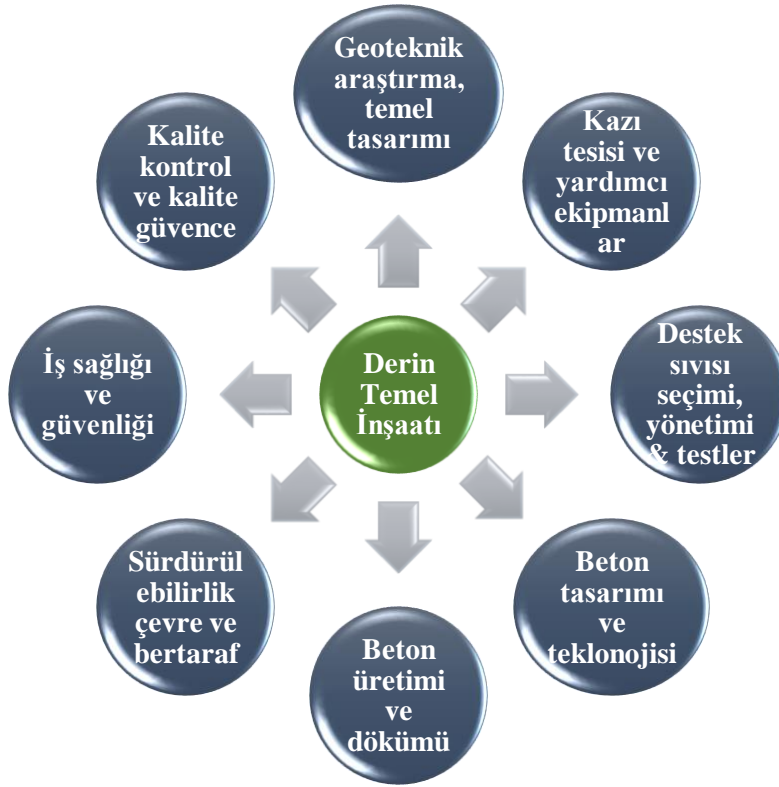 Geoteknik
araştırma,
temel
tasarımı
Kazı
tesisi ve
yardımcı
ekipmanl
ar
Destek
sıvısı
seçimi,
yönetimi
& testler
Beton
tasarımı
ve
teklonojisi
Beton
üretimi
ve
dökümü
Sürdürül
ebilirlik
çevre ve
bertaraf
İş sağlığı
ve
güvenliği
Kalite
kontrol
ve kalite
güvence
Derin
Temel
İnşaatı